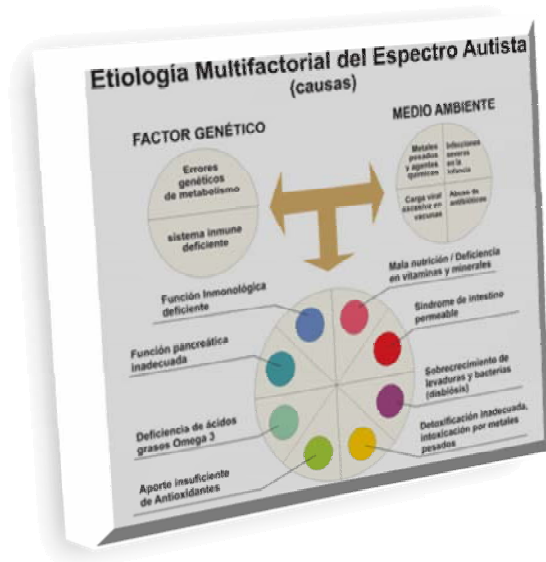 Etiología Multifactorial del Espectro Autista
(causas)
FACTOR GENÉTICO
Errores
genéticos
de metabolismo
sistema inmune
deficiente
MEDIO AMBIENTE
Metales
pesados
y agentes
químicos
Infecciones
severas
en la
infancia
Carga viral
excesiva en
vacunas
Abuso de
antibióticos
Función Inmonológica
deficiente
Mala nutrición / Deficiencia
en vitaminas y minerales
Función pancreática
inadecuada
Síndrome de intestino
permeable
Deficiencia de ácidos
grasos Omega 3
Sobrecrecimiento de
levaduras y bacterias
(disbiósis)
Aporte insuficiente
de Antioxidantes
Detoxificación inadecuada,
intoxicación por metales
pesados